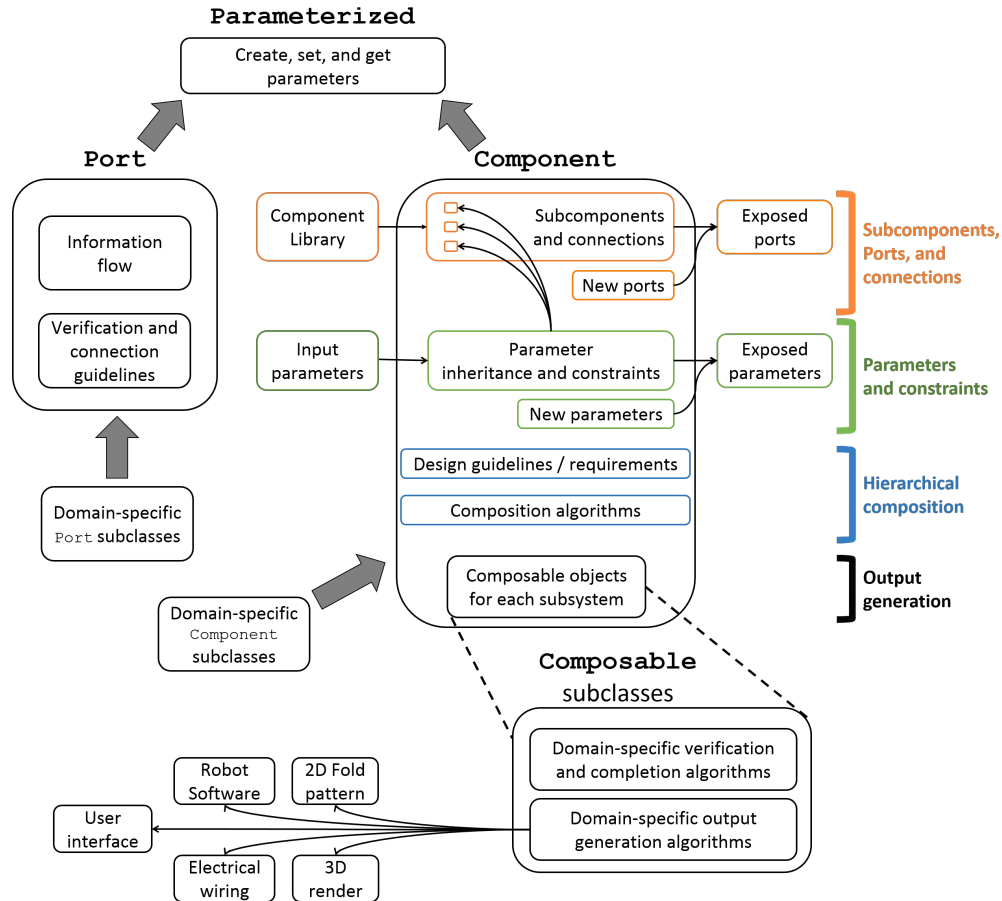 Parameterized
Create, set, and get
parameters
Port
Information
flow
Verification and
connection
guidelines
Domain-specific
Port subclasses
Component
Component
Library
Subcomponents
and connections
New ports
Exposed
ports
Input
parameters
Parameter
inheritance and constraints
New parameters
Exposed
parameters
Design guidelines / requirements
Composition algorithms
Composable objects
for each subsystem
Subcomponents,
Ports, and
connections
Parameters
and constraints
Hierarchical
composition
Output
generation
Domain-specific
Component
subclasses
Composable
subclasses
Domain-specific verification
and completion algorithms
Domain-specific output
generation algorithms
Robot
Software
2D Fold
pattern
User
interface
Electrical
wiring
3D
render